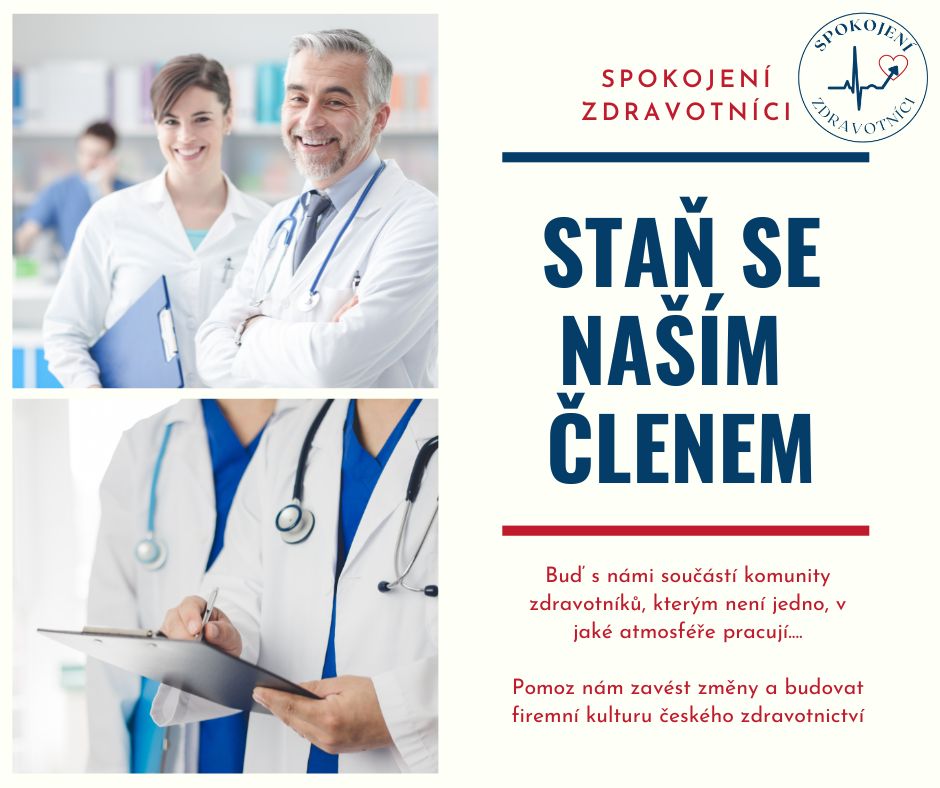 SPOKOJENÍ
ZDRAVOTNÍCI
SPOKOJENÍ
ZDRAVOTNÍCI
STAŇ SE
NAŠÍM
ČLENEM
Buď s námi součástí komunity
zdravotníků, kterým není jedno, v
jaké atmosféře pracují....
Pomoz nám zavést změny a budovat
firemní kulturu českého zdravotnictví